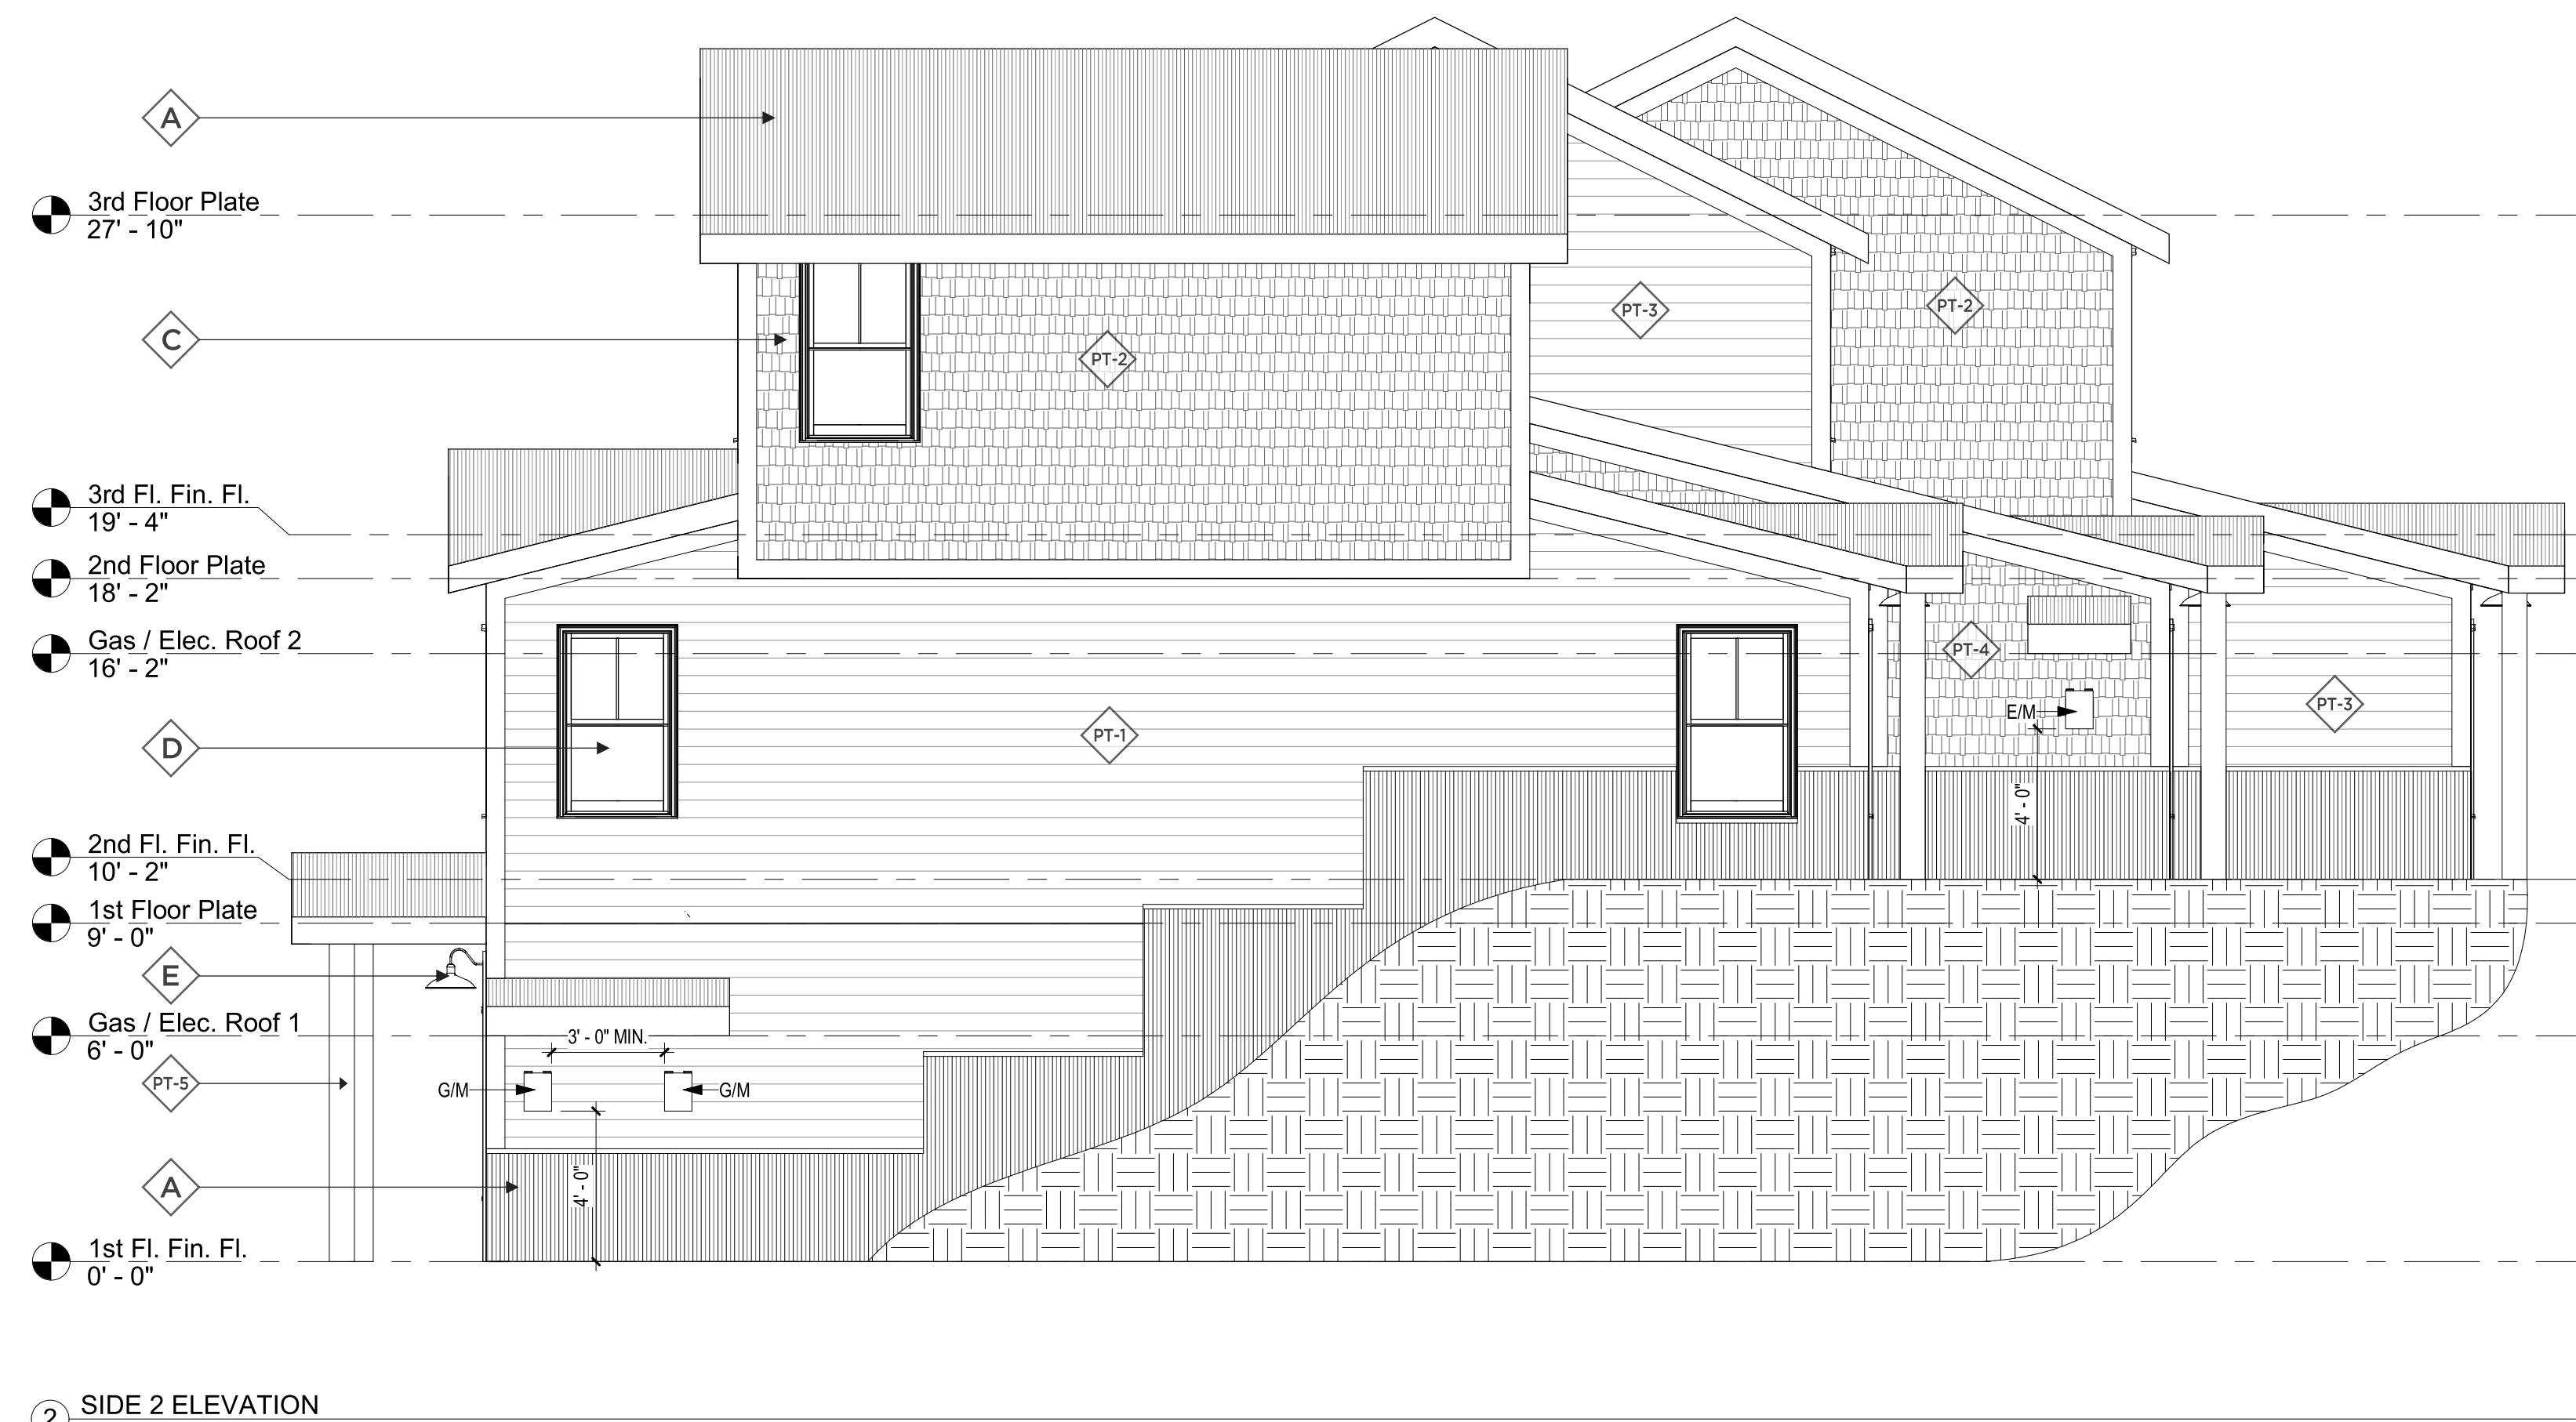 A
3rd Floor Plate
27' - 10"
PT-3
PT-2
C
PT-2
3rd Fl. Fin. Fl.
19' - 4"
2nd Floor Plate
18' - 2"
Gas / Elec. Roof 2
16' - 2"
PT-4
PT-3
E/M
D
PT-1
4' - 0"
2nd Fl. Fin. Fl.
10' - 2"
1st Floor Plate
9' - 0"
E
Gas / Elec. Roof 1
6' - 0"
3' - 0" MIN.
PT-5
G/M
G/M
A
4' - 0"
1st Fl. Fin. Fl.
0' - 0"
2
SIDE 2 ELEVATION